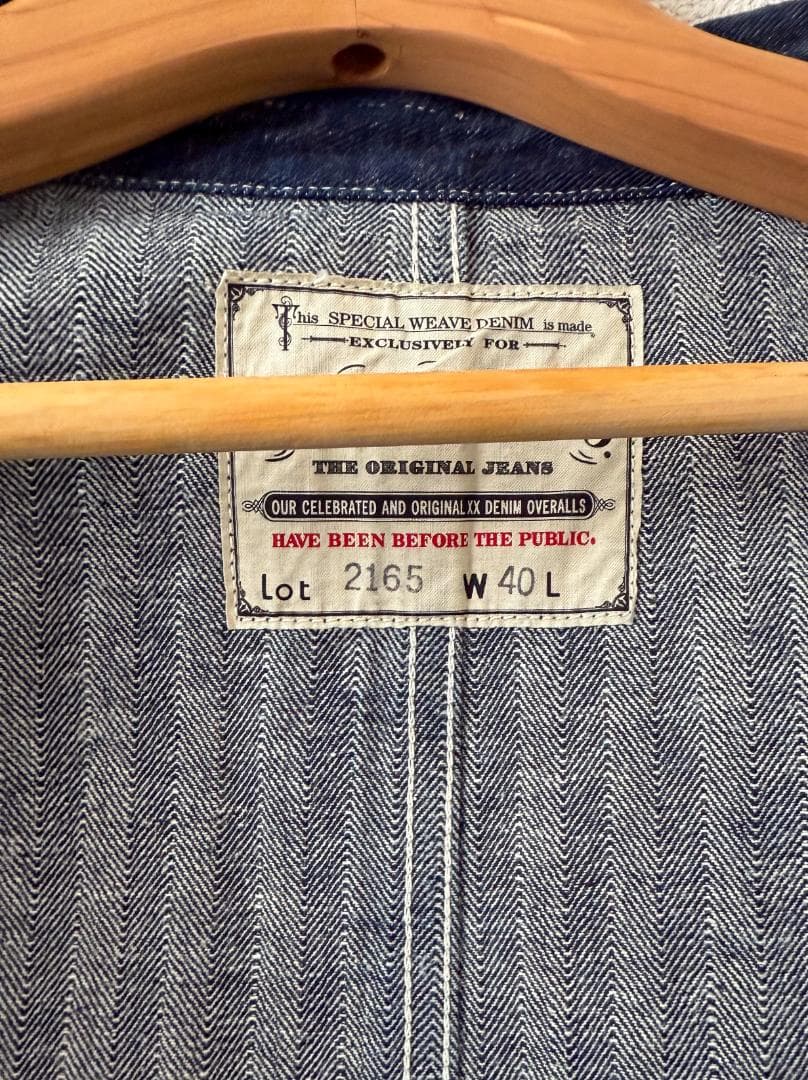 This SPECIAL WEAVE DENIM is made
EXCLUSIVELY FOR
THE ORIGINAL JEANS
OUR CELEBRATED AND ORIGINAL XX DENIM OVERALLS
HAVE BEEN BEFORE THE PUBLIC.
Lot 2165 W 40 L